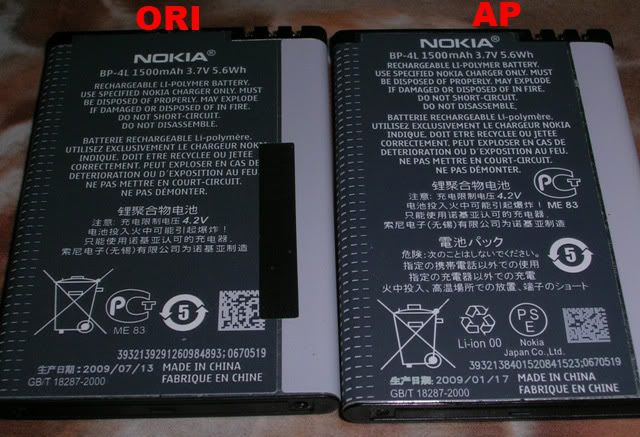 ORI
NOKIA®
BP-4L 1500mAh 3.7V 5.6Wh
RECHARGEABLE LI-POLYMER BATTERY.
USE SPECIFIED NOKIA CHARGER ONLY. MUST
BE DISPOSED OF PROPERLY. MAY EXPLODE
IF DAMAGED OR DISPOSED OF IN FIRE.
DO NOT SHORT-CIRCUIT.
DO NOT DISASSEMBLE.
BATTERIE RECHARGEABLE Li-polymère.
UTILISEZ EXCLUSIVEMENT LE CHARGEUR NOKIA
INDIQUE. DOIT ETRE RECYCLEE OU JETEE
CORRECTEMENT. PEUT EXPLOSER EN CAS DE
DETERIORATION OU D'EXPOSITION AU FEU.
NE PAS METTRE EN COURT-CIRCUIT.
NE PAS DÉMONTER.
锂聚合物电池
注意: 充电限制电压 4.2V
电池投入火中可能引起爆炸!
只能使用诺基亚认可的充电器
索尼电子(无锡)有限公司为诺基亚制造
ME 83
5
3932139291260984893;0670519
生产日期:2009/07/13
GB/T 18287-2000
MADE IN CHINA
FABRIQUE EN CHINE
AP
NOKIA®
BP-4L 1500mAh 3.7V 5.6Wh
RECHARGEABLE LI-POLYMER BATTERY.
USE SPECIFIED NOKIA CHARGER ONLY. MUST
BE DISPOSED OF PROPERLY. MAY EXPLODE
IF DAMAGED OR DISPOSED OF IN FIRE.
DO NOT SHORT-CIRCUIT.
DO NOT DISASSEMBLE.
BATTERIE RECHARGEABLE Li-polymère.
UTILISEZ EXCLUSIVEMENT LE CHARGEUR NOKIA
INDIQUE. DOIT ETRE RECYCLEE OU JETEE
CORRECTEMENT. PEUT EXPLOSER EN CAS DE
DETERIORATION OU D'EXPOSITION AU FEU.
NE PAS METTRE EN COURT-CIRCUIT.
NE PAS DÉMONTER.
锂聚合物电池
注意: 充电限制电压 4.2V
电池投入火中可能引起爆炸!
只能使用诺基亚认可的充电器
索尼电子(无锡)有限公司为诺基亚制造
ME 83
電池パック
危険:次のことはしないでください。
指定の携帯電話以外での使用
指定の充電器以外での使用
火中投入、高温場所での放置、端子のショート
5
Li-ion 00
PSE
Nokia
Japan Co.,Ltd.
3932138401520841523;0670519
生产日期:2009/01/17
GB/T 18287-2000
MADE IN CHINA
FABRIQUE EN CHINE